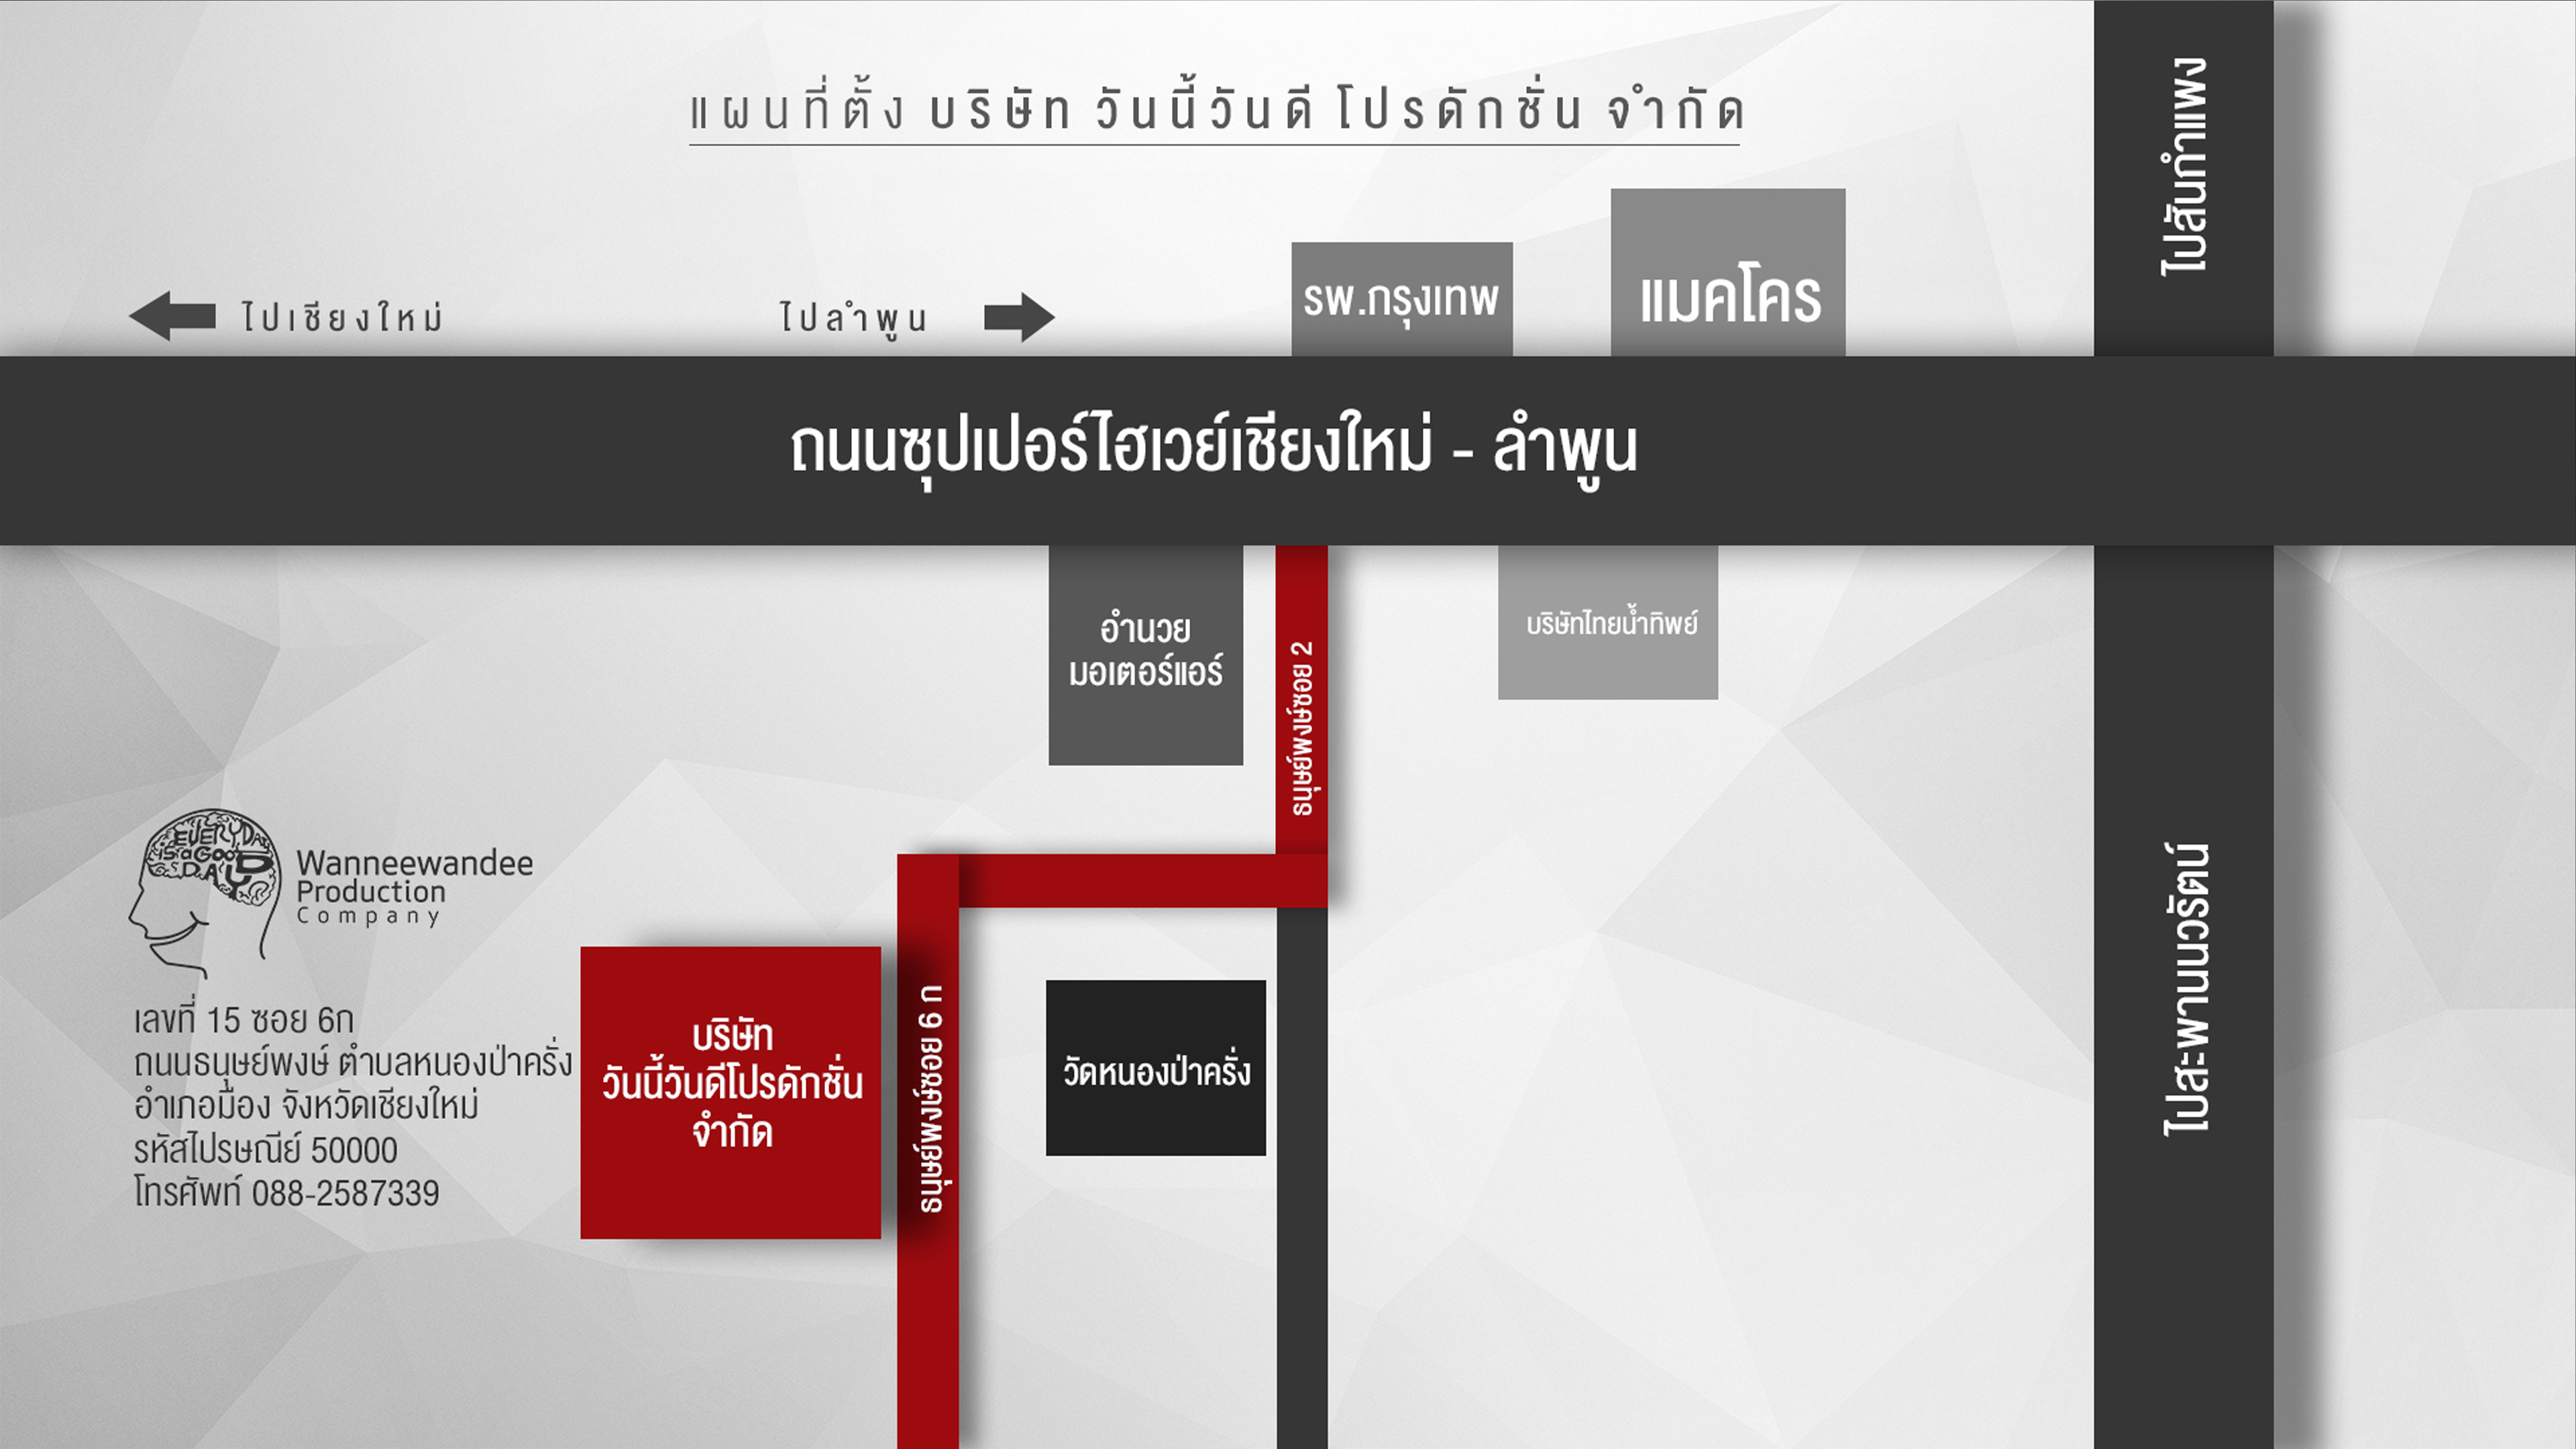 แผนที่ตั้ง บริษัท วันนี้วันดี โปรดักชั่น จำกัด
ไปสันกำแพง
ไปเชียงใหม่
ไปลำพูน
รพ.กรุงเทพ
แมคโคร
ถนนซุปเปอร์ไฮเวย์เชียงใหม่ - ลำพูน
อำนวย
มอเตอร์แอร์
ธนุษย์พงษ์ซอย 2
บริษัทไทยน้ำทิพย์
EVERYDAY
is a GOOD
DAY
Wanneewandee
Production
Company
เลขที่ 15 ซอย 6ก
ถนนธนุษย์พงษ์ ตำบลหนองป่าครั่ง
อำเภอมือง จังหวัดเชียงใหม่
รหัสไปรษณีย์ 50000
โทรศัพท์ 088-2587339
บริษัท
วันนี้วันดีโปรดักชั่น
จำกัด
ธนุศย์พงค์ซอย 6 ก
วัดหนองป่าครั่ง
ไปสะพานนวรัตน์